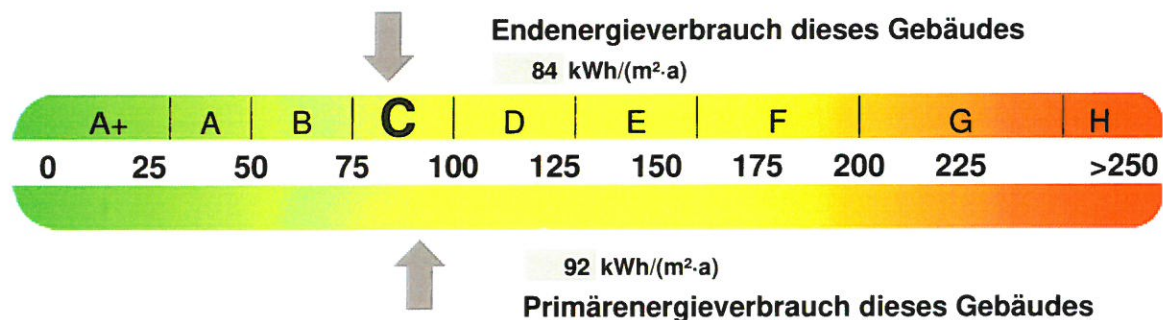 Endenergieverbrauch dieses Gebäudes
84 kWh/(m²·a)
A+ A B C D E F G H
0 25 50 75 100 125 150 175 200 225 >250
92 kWh/(m²·a)
Primärenergieverbrauch dieses Gebäudes